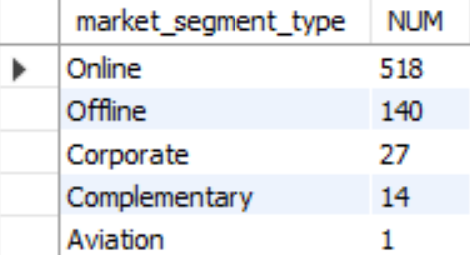 market_segment_type NUM
Online 518
Offline 140
Corporate 27
Complementary 14
Aviation 1